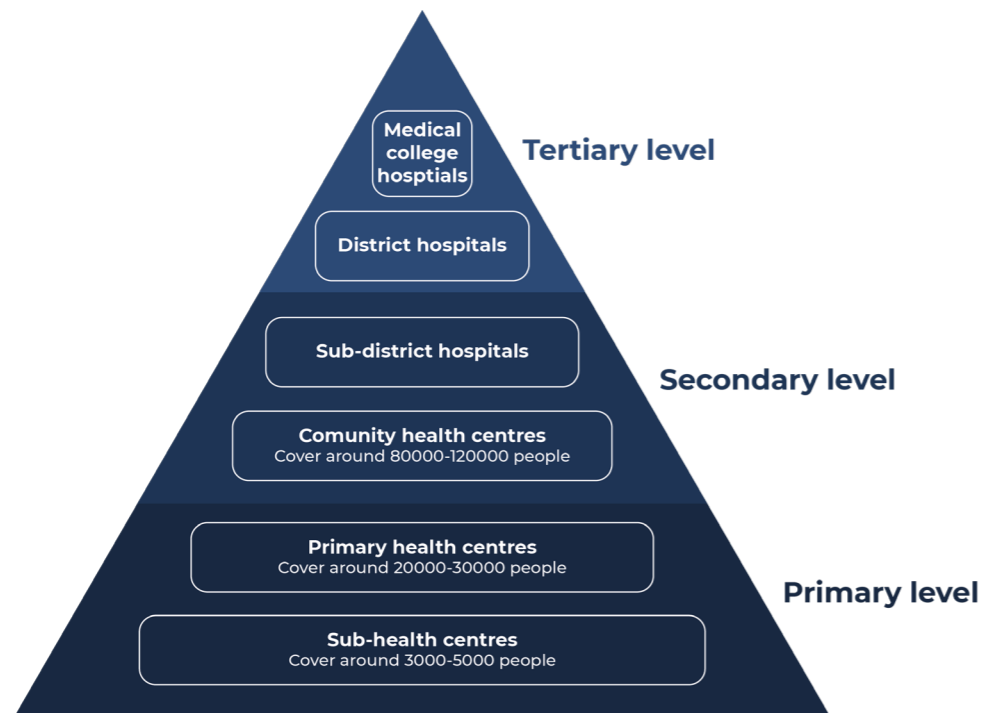 Medical
college
hosptials
Tertiary level
District hospitals
Sub-district hospitals
Secondary level
Comunity health centres
Cover around 80000-120000 people
Primary health centres
Cover around 20000-30000 people
Primary level
Sub-health centres
Cover around 3000-5000 people